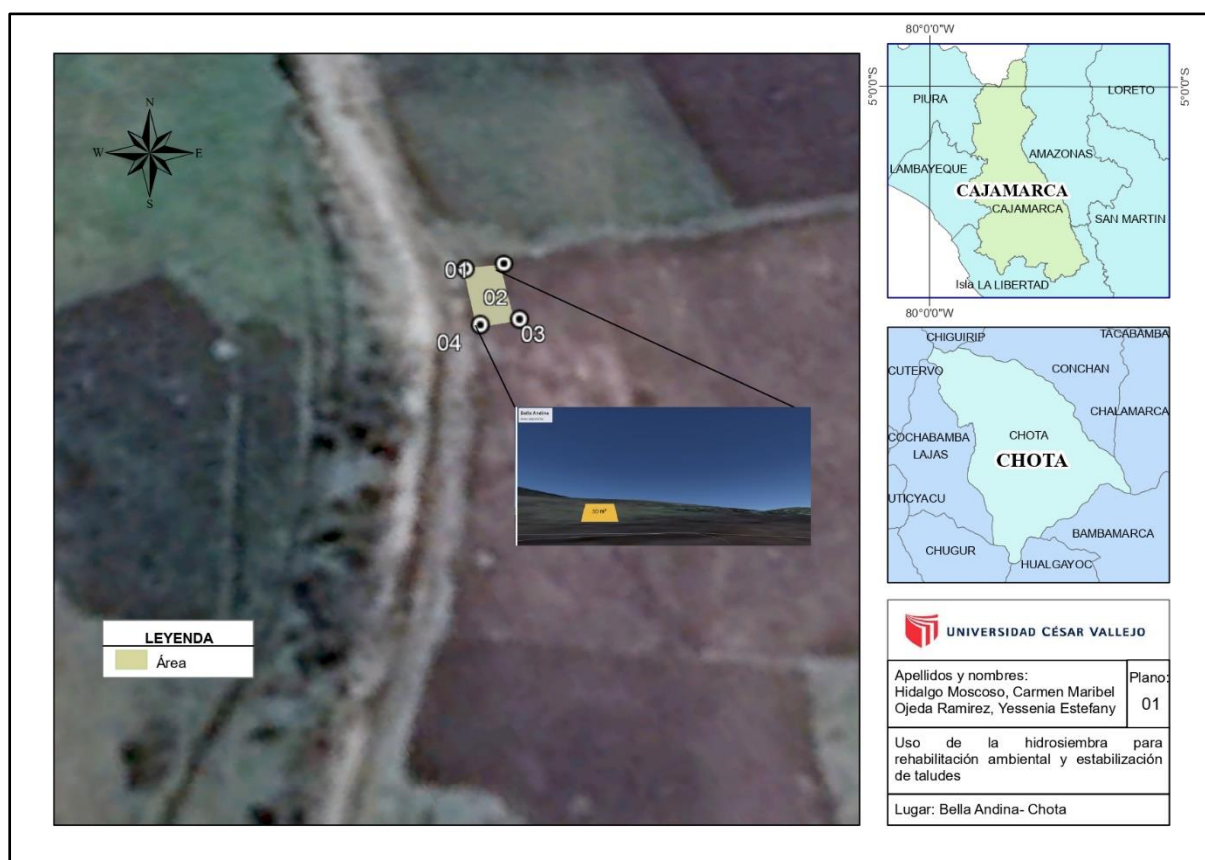 N
W
E
S
01
02
03
04
Bella Andina
30 m²
LEYENDA
Área
80°0'0"W
5°0'0"S
5°0'0"S
PIURA
LORETO
LAMBAYEQUE
AMAZONAS
CAJAMARCA
CAJAMARCA
SAN MARTIN
Isla LA LIBERTAD
80°0'0"W
CHIGUIRIP
TACABAMBA
CUTERVO
CONCHAN
CHALAMARCA
COCHABAMBA
LAJAS
CHOTA
CHOTA
UTICYACU
BAMBAMARCA
CHUGUR
HUALGAYOC
UNIVERSIDAD CÉSAR VALLEJO
Apellidos y nombres:
Hidalgo Moscoso, Carmen Maribel
Ojeda Ramirez, Yessenia Estefany
Plano:
01
Uso de la hidrosiembra para
rehabilitación ambiental y estabilización
de taludes
Lugar: Bella Andina- Chota